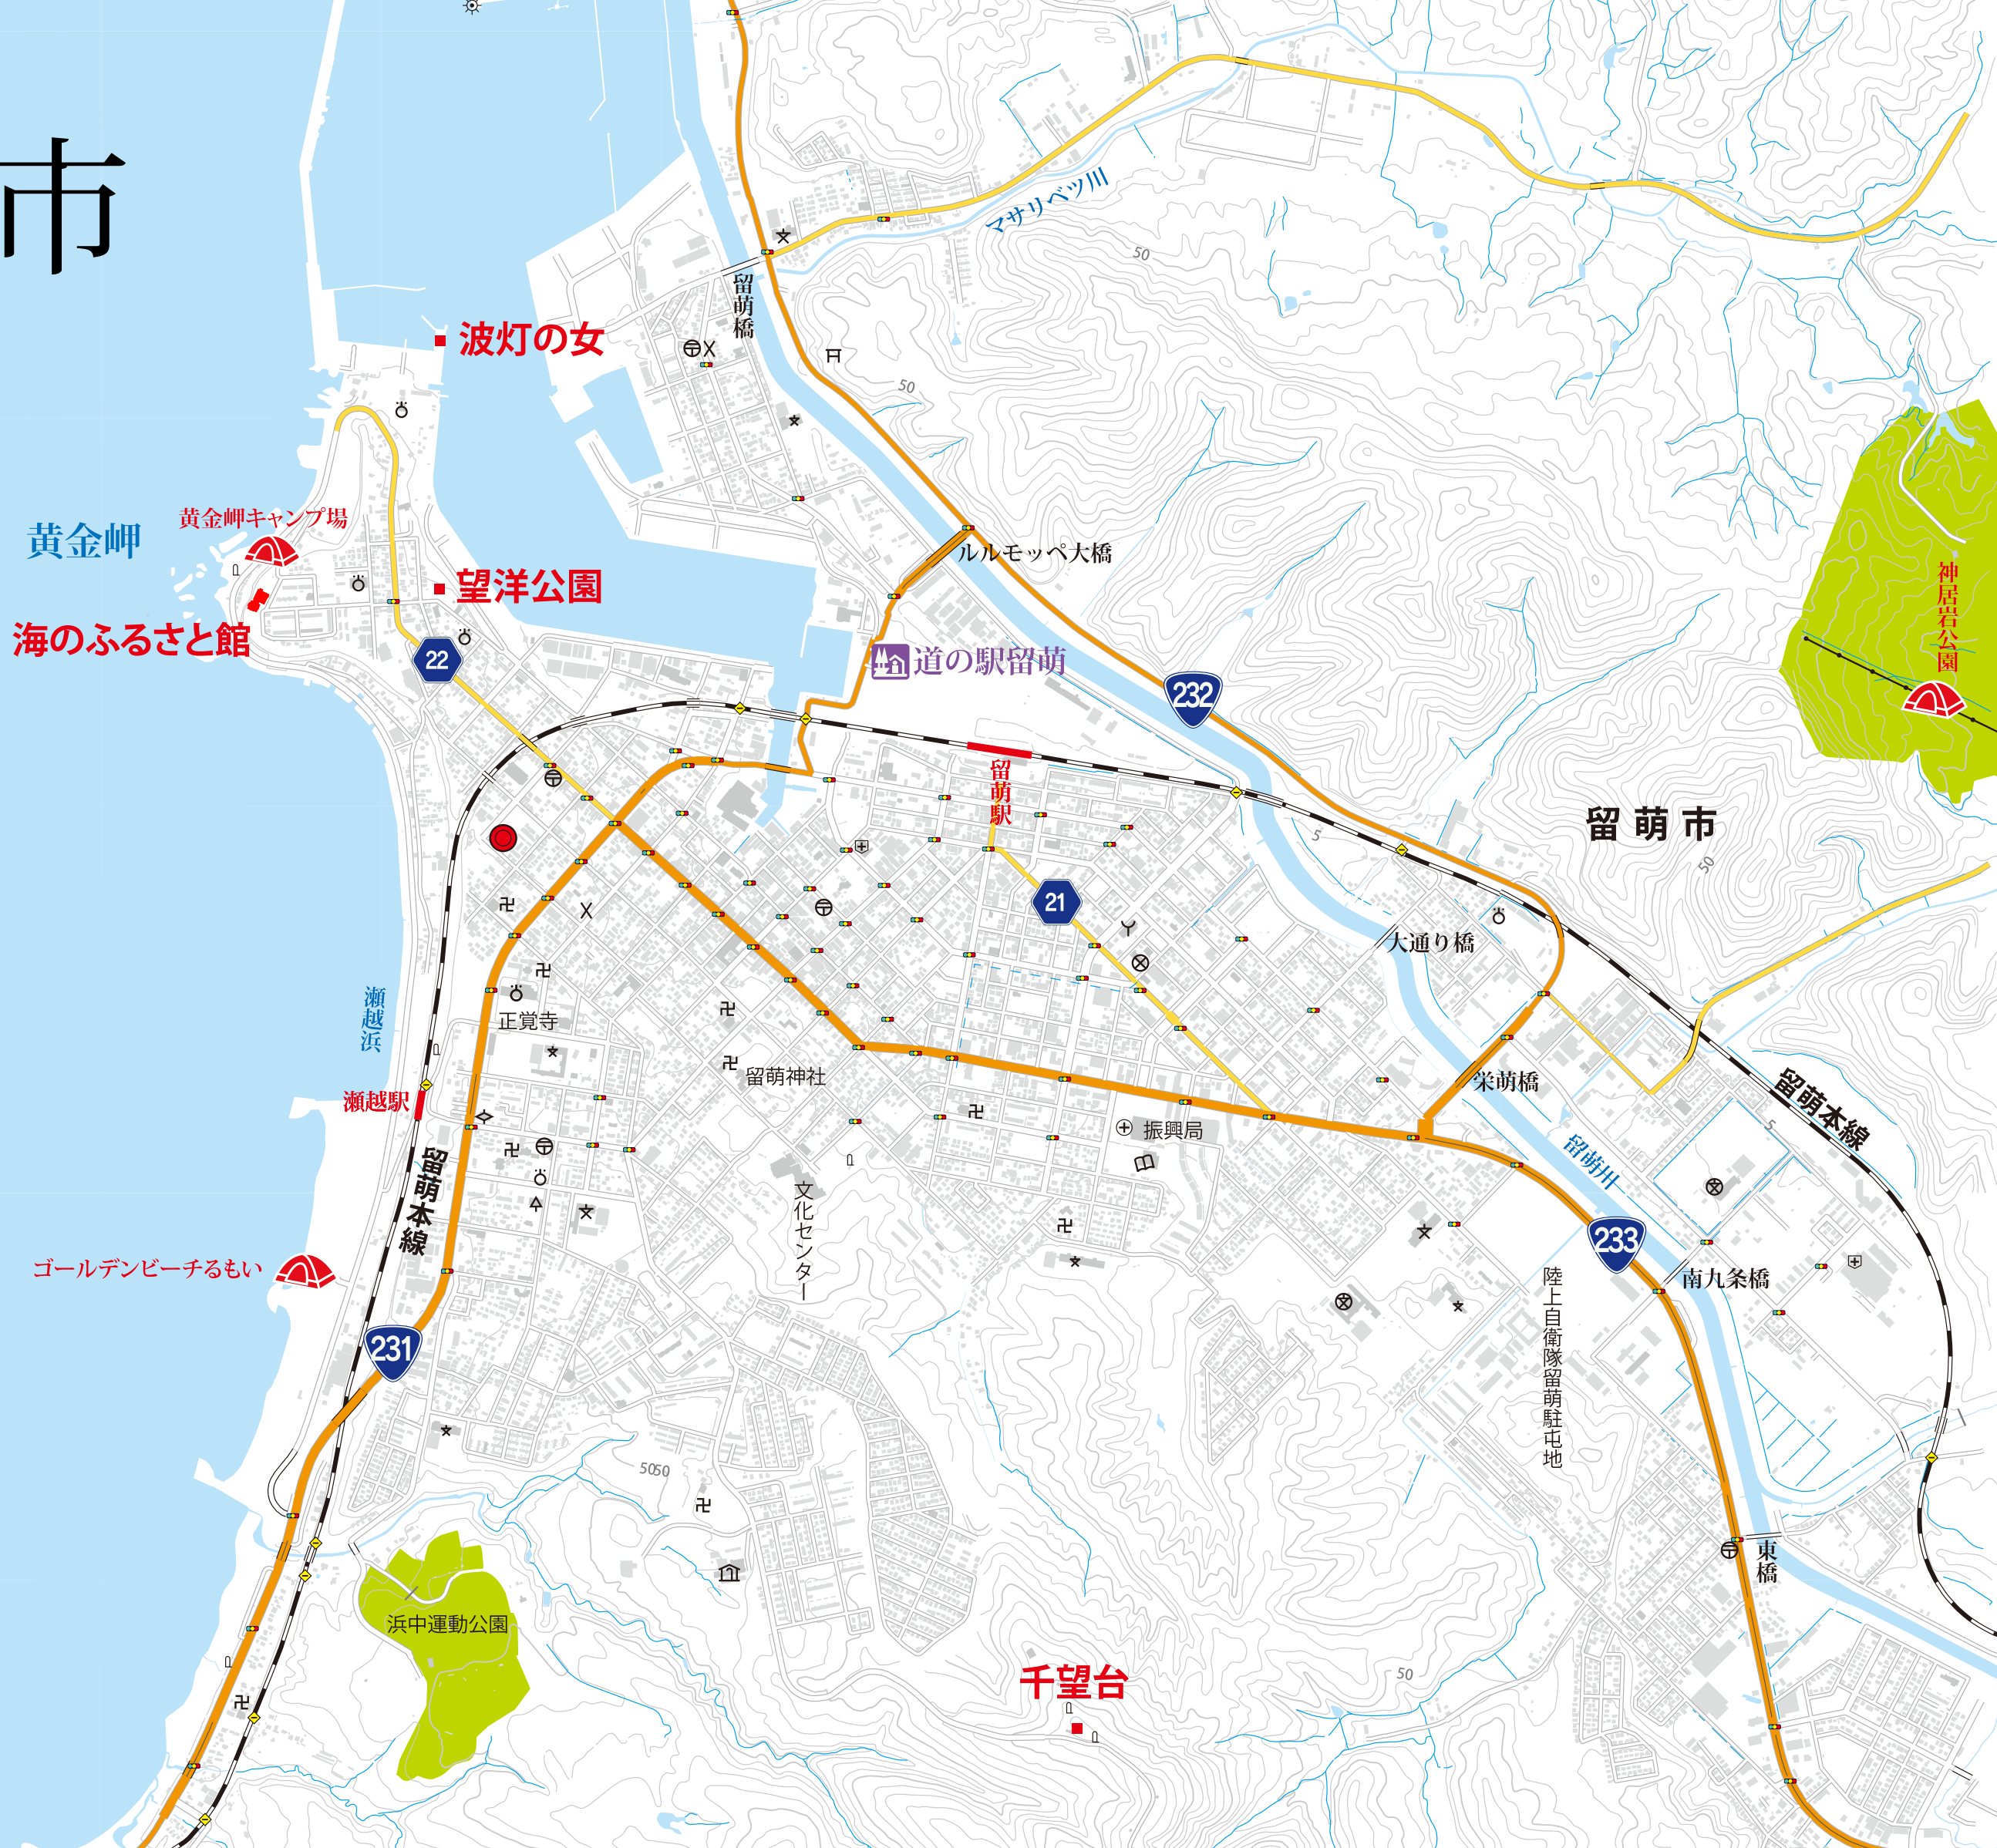 市
マサリベツ川
50
留萌橋
波灯の女
50
黄金岬キャンプ場
黄金岬
ルルモッペ大橋
神居岩公園
望洋公園
海のふるさと館
22
道の駅留萌
232
留萌駅
留萌市
5
50
21
大通り橋
瀬越浜
正覚寺
留萌神社
栄萌橋
瀬越駅
留萌本線
5
振興局
留萌川
留萌本線
文化センター
233
ゴールデンビーチるもい
南九条橋
陸上自衛隊留萌駐屯地
231
50
50
東橋
浜中運動公園
千望台
50